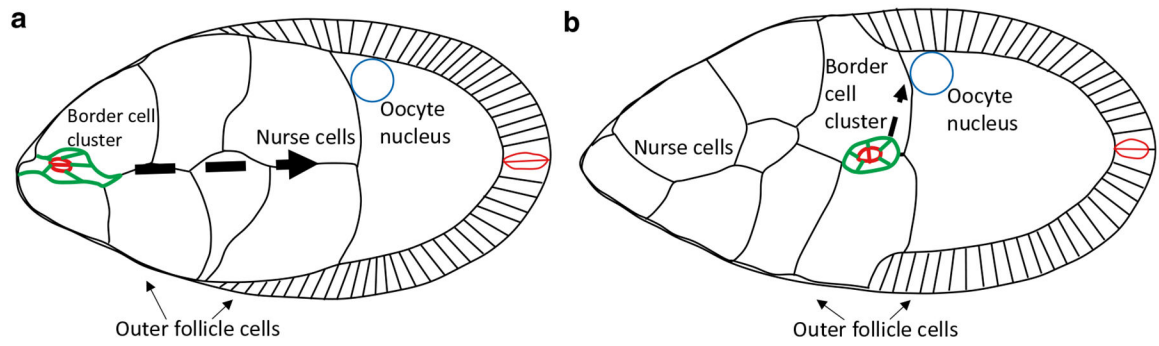 a
Border cell
cluster
Nurse cells
Oocyte
nucleus
Outer follicle cells
b
Border
cell
cluster
Nurse cells
Oocyte
nucleus
Outer follicle cells